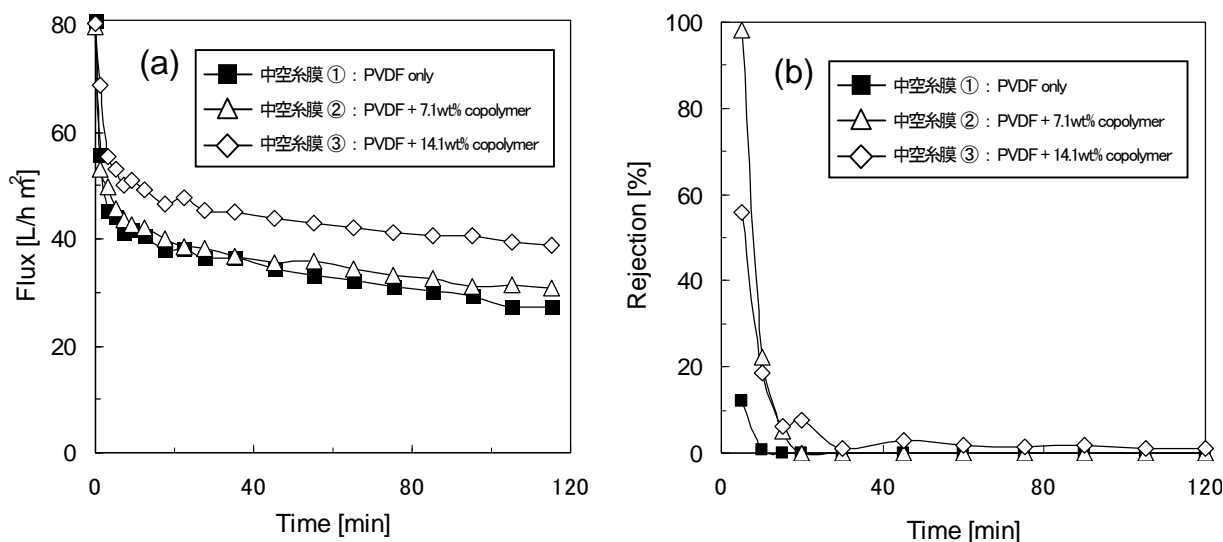 (a)
中空糸膜 ① : PVDF only
中空糸膜 ② : PVDF + 7.1wt% copolymer
中空糸膜 ③ : PVDF + 14.1wt% copolymer
Flux [L/h m²]
80
60
40
20
0
0 40 80 120
Time [min]
(b)
中空糸膜 ① : PVDF only
中空糸膜 ② : PVDF + 7.1wt% copolymer
中空糸膜 ③ : PVDF + 14.1wt% copolymer
Rejection [%]
100
80
60
40
20
0
0 40 80 120
Time [min]